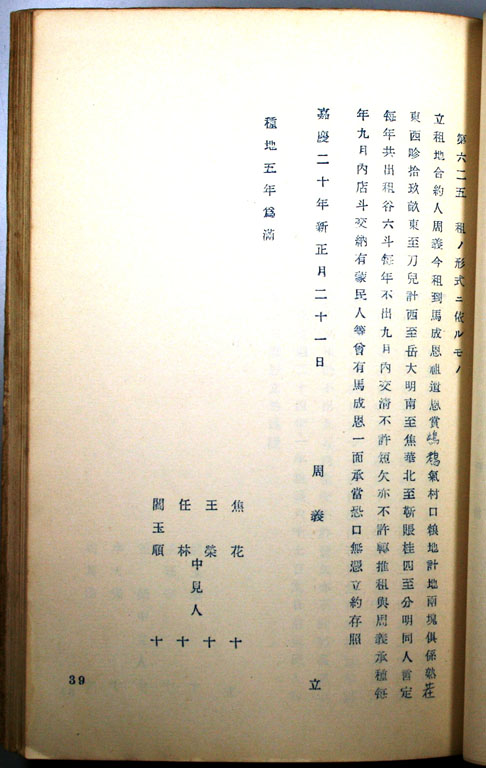 第六二五 租ノ形式ニ依ルモノ
立租地合約人周義今租到馬成恩祖道恩賞鳩鵓氣村口粮地計地兩塊俱係熟荘
東西畛拾玖畝東至刀兒計西至岳大明南至焦華北至靳賬桂四至分明同人言定
每年共出租谷六斗每年不出九月內交淸不許短欠亦不許轉推租與周義承種每
年九月內店斗交納有蒙民人等曾有馬成恩一面承當恐口無憑立約存照
嘉慶二十年新正月二十一日 周義 立
種地五年爲滿
焦花 十
王榮 十
中見人
任林 十
閻玉順 十
39